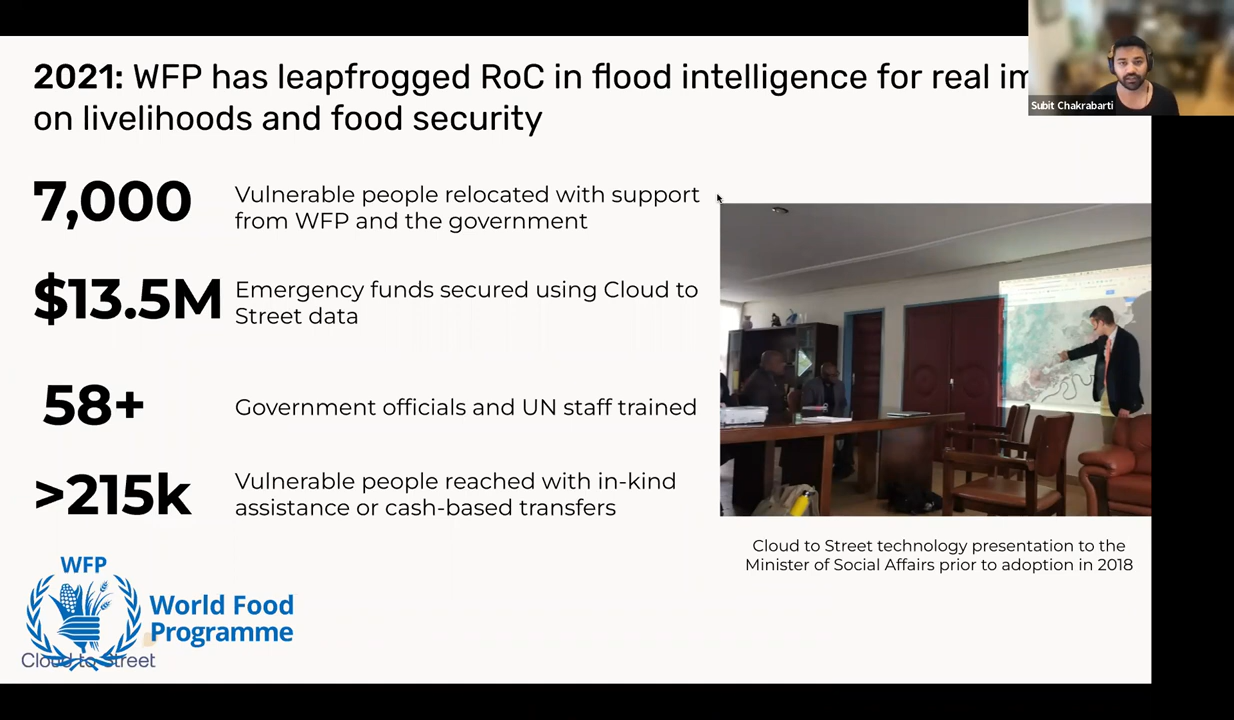 2021: WFP has leapfrogged RoC in flood intelligence for real im
on livelihoods and food security
Subit Chakrabarti
7,000
Vulnerable people relocated with support
from WFP and the government
$13.5M
Emergency funds secured using Cloud to
Street data
58+
Government officials and UN staff trained
>215k
Vulnerable people reached with in-kind
assistance or cash-based transfers
Cloud to Street technology presentation to the
Minister of Social Affairs prior to adoption in 2018
WFP
World Food
Programme
Cloud to Street